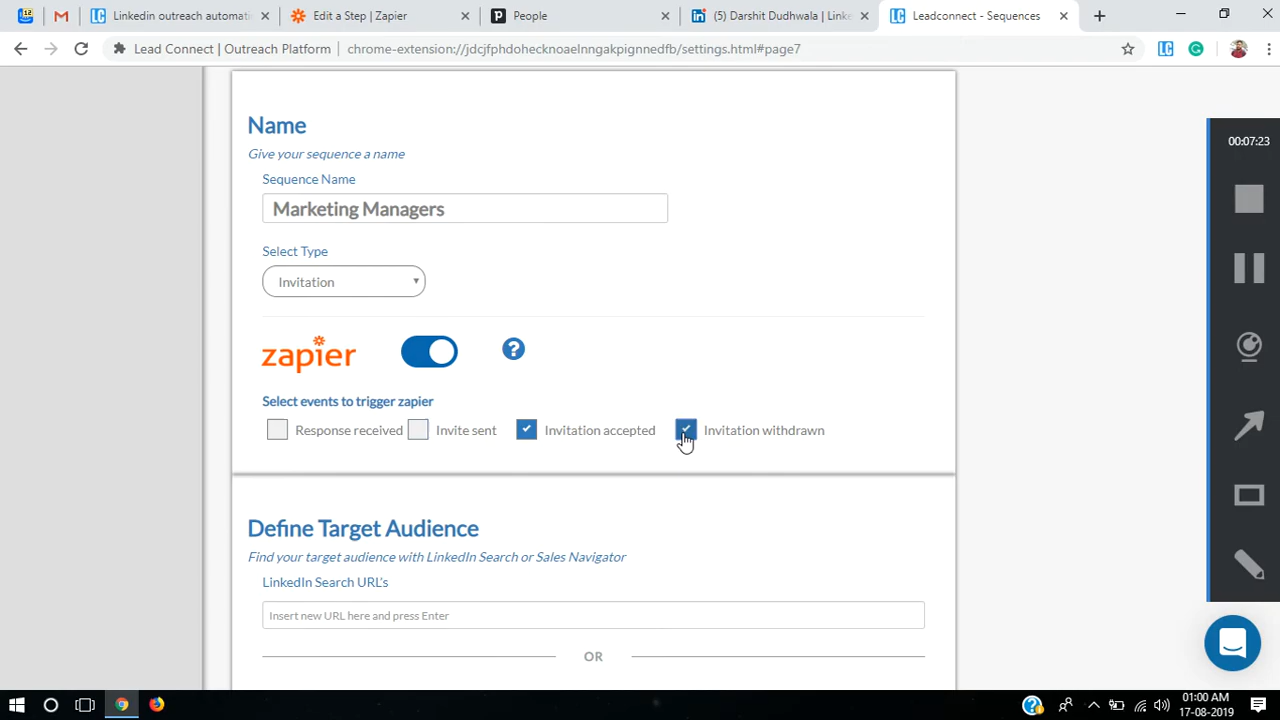 12
Linkedin outreach automati
Edit a Step | Zapier
People
(5) Darshit Dudhwala | Linke
Leadconnect - Sequences
Lead Connect | Outreach Platform
chrome-extension://jdcjfphdohecknoaelnngakpignnedfb/settings.html#page7
00:07:23
Name
Give your sequence a name
Sequence Name
Marketing Managers
Select Type
Invitation
zapier
?
Select events to trigger zapier
Response received
Invite sent
Invitation accepted
Invitation withdrawn
Define Target Audience
Find your target audience with LinkedIn Search or Sales Navigator
LinkedIn Search URL's
Insert new URL here and press Enter
OR
01:00 AM
17-08-2019